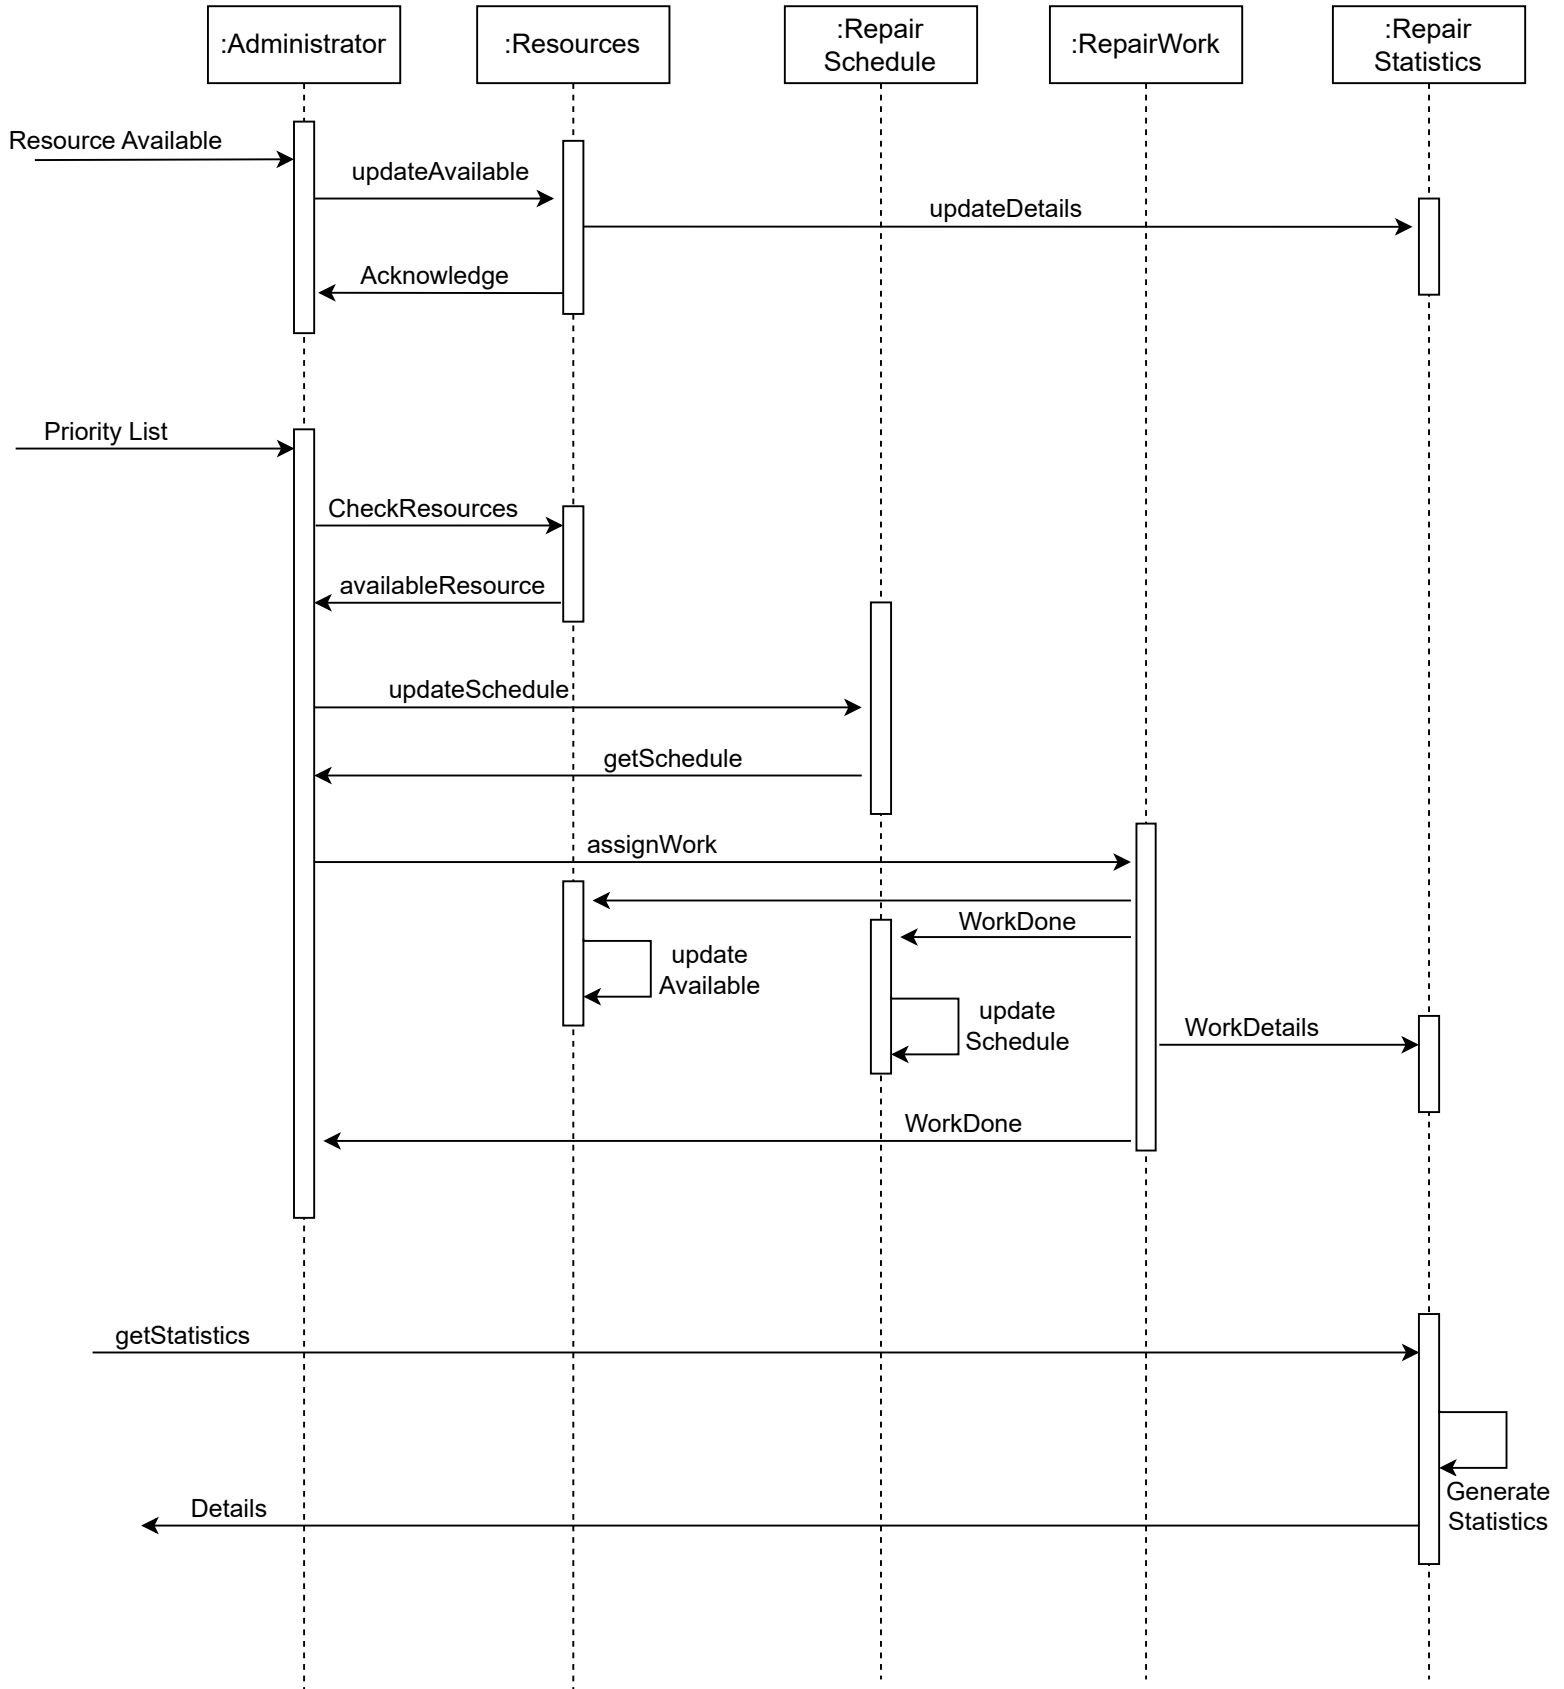 :Administrator
:Resources
:Repair
Schedule
:RepairWork
:Repair
Statistics
Resource Available
updateAvailable
updateDetails
Acknowledge
Priority List
CheckResources
availableResource
updateSchedule
getSchedule
assignWork
WorkDone
update
Available
update
Schedule
WorkDetails
WorkDone
getStatistics
Generate
Statistics
Details